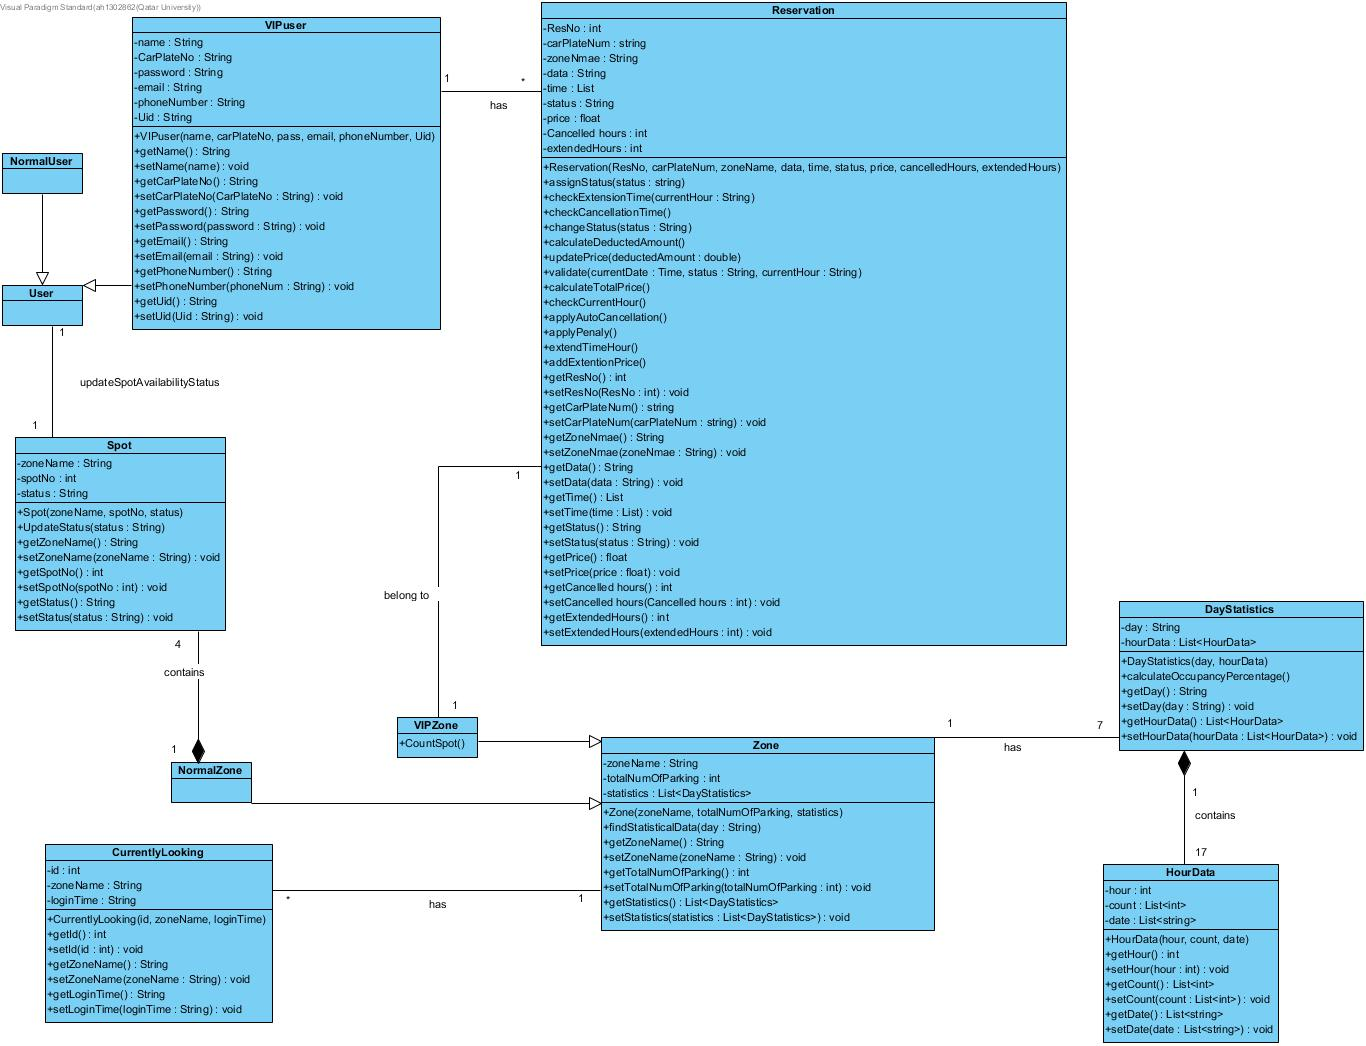 Visual Paradigm Standard(ah1302862(Qatar University))
VIPuser
-name : String
-CarPlateNo : String
-password : String
-email : String
-phoneNumber : String
-Uid : String
+VIPuser(name, carPlateNo, pass, email, phoneNumber, Uid)
+getName() : String
+setName(name) : void
+getCarPlateNo() : String
+setCarPlateNo(CarPlateNo : String) : void
+getPassword() : String
+setPassword(password : String) : void
+getEmail() : String
+setEmail(email : String) : void
+getPhoneNumber() : String
+setPhoneNumber(phoneNum : String) : void
+getUid() : String
+setUid(Uid : String) : void
1
*
has
Reservation
-ResNo : int
-carPlateNum : string
-zoneNmae : String
-data : String
-time : List
-status : String
-price : float
-Cancelled hours : int
-extendedHours : int
+Reservation(ResNo, carPlateNum, zoneName, data, time, status, price, cancelledHours, extendedHours)
+assignStatus(status : string)
+checkExtensionTime(currentHour : String)
+checkCancellationTime()
+changeStatus(status : String)
+calculateDeductedAmount()
+updatePrice(deductedAmount : double)
+validate(currentDate : Time, status : String, currentHour : String)
+calculateTotalPrice()
+checkCurrentHour()
+applyAutoCancellation()
+applyPenaly()
+extendTimeHour()
+addExtentionPrice()
+getResNo() : int
+setResNo(ResNo : int) : void
+getCarPlateNum() : string
+setCarPlateNum(carPlateNum : string) : void
+getZoneNmae() : String
+setZoneNmae(zoneNmae : String) : void
+getData() : String
+setData(data : String) : void
+getTime() : List
+setTime(time : List) : void
+getStatus() : String
+setStatus(status : String) : void
+getPrice() : float
+setPrice(price : float) : void
+getCancelled hours() : int
+setCancelled hours(Cancelled hours : int) : void
+getExtendedHours() : int
+setExtendedHours(extendedHours : int) : void
NormalUser
User
1
updateSpotAvailabilityStatus
1
Spot
-zoneName : String
-spotNo : int
-status : String
+Spot(zoneName, spotNo, status)
+UpdateStatus(status : String)
+getZoneName() : String
+setZoneName(zoneName : String) : void
+getSpotNo() : int
+setSpotNo(spotNo : int) : void
+getStatus() : String
+setStatus(status : String) : void
4
contains
1
NormalZone
1
belong to
1
VIPZone
+CountSpot()
Zone
-zoneName : String
-totalNumOfParking : int
-statistics : List<DayStatistics>
+Zone(zoneName, totalNumOfParking, statistics)
+findStatisticalData(day : String)
+getZoneName() : String
+setZoneName(zoneName : String) : void
+getTotalNumOfParking() : int
+setTotalNumOfParking(totalNumOfParking : int) : void
+getStatistics() : List<DayStatistics>
+setStatistics(statistics : List<DayStatistics>) : void
1
7
has
DayStatistics
-day : String
-hourData : List<HourData>
+DayStatistics(day, hourData)
+calculateOccupancyPercentage()
+getDay() : String
+setDay(day : String) : void
+getHourData() : List<HourData>
+setHourData(hourData : List<HourData>) : void
1
contains
17
HourData
-hour : int
-count : List<int>
-date : List<string>
+HourData(hour, count, date)
+getHour() : int
+setHour(hour : int) : void
+getCount() : List<int>
+setCount(count : List<int>) : void
+getDate() : List<string>
+setDate(date : List<string>) : void
CurrentlyLooking
-id : int
-zoneName : String
-loginTime : String
+CurrentlyLooking(id, zoneName, loginTime)
+getId() : int
+setId(id : int) : void
+getZoneName() : String
+setZoneName(zoneName : String) : void
+getLoginTime() : String
+setLoginTime(loginTime : String) : void
*
has
1